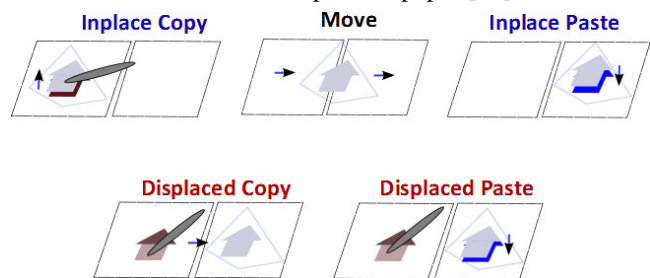 Inplace Copy
Move
Inplace Paste
Displaced Copy
Displaced Paste